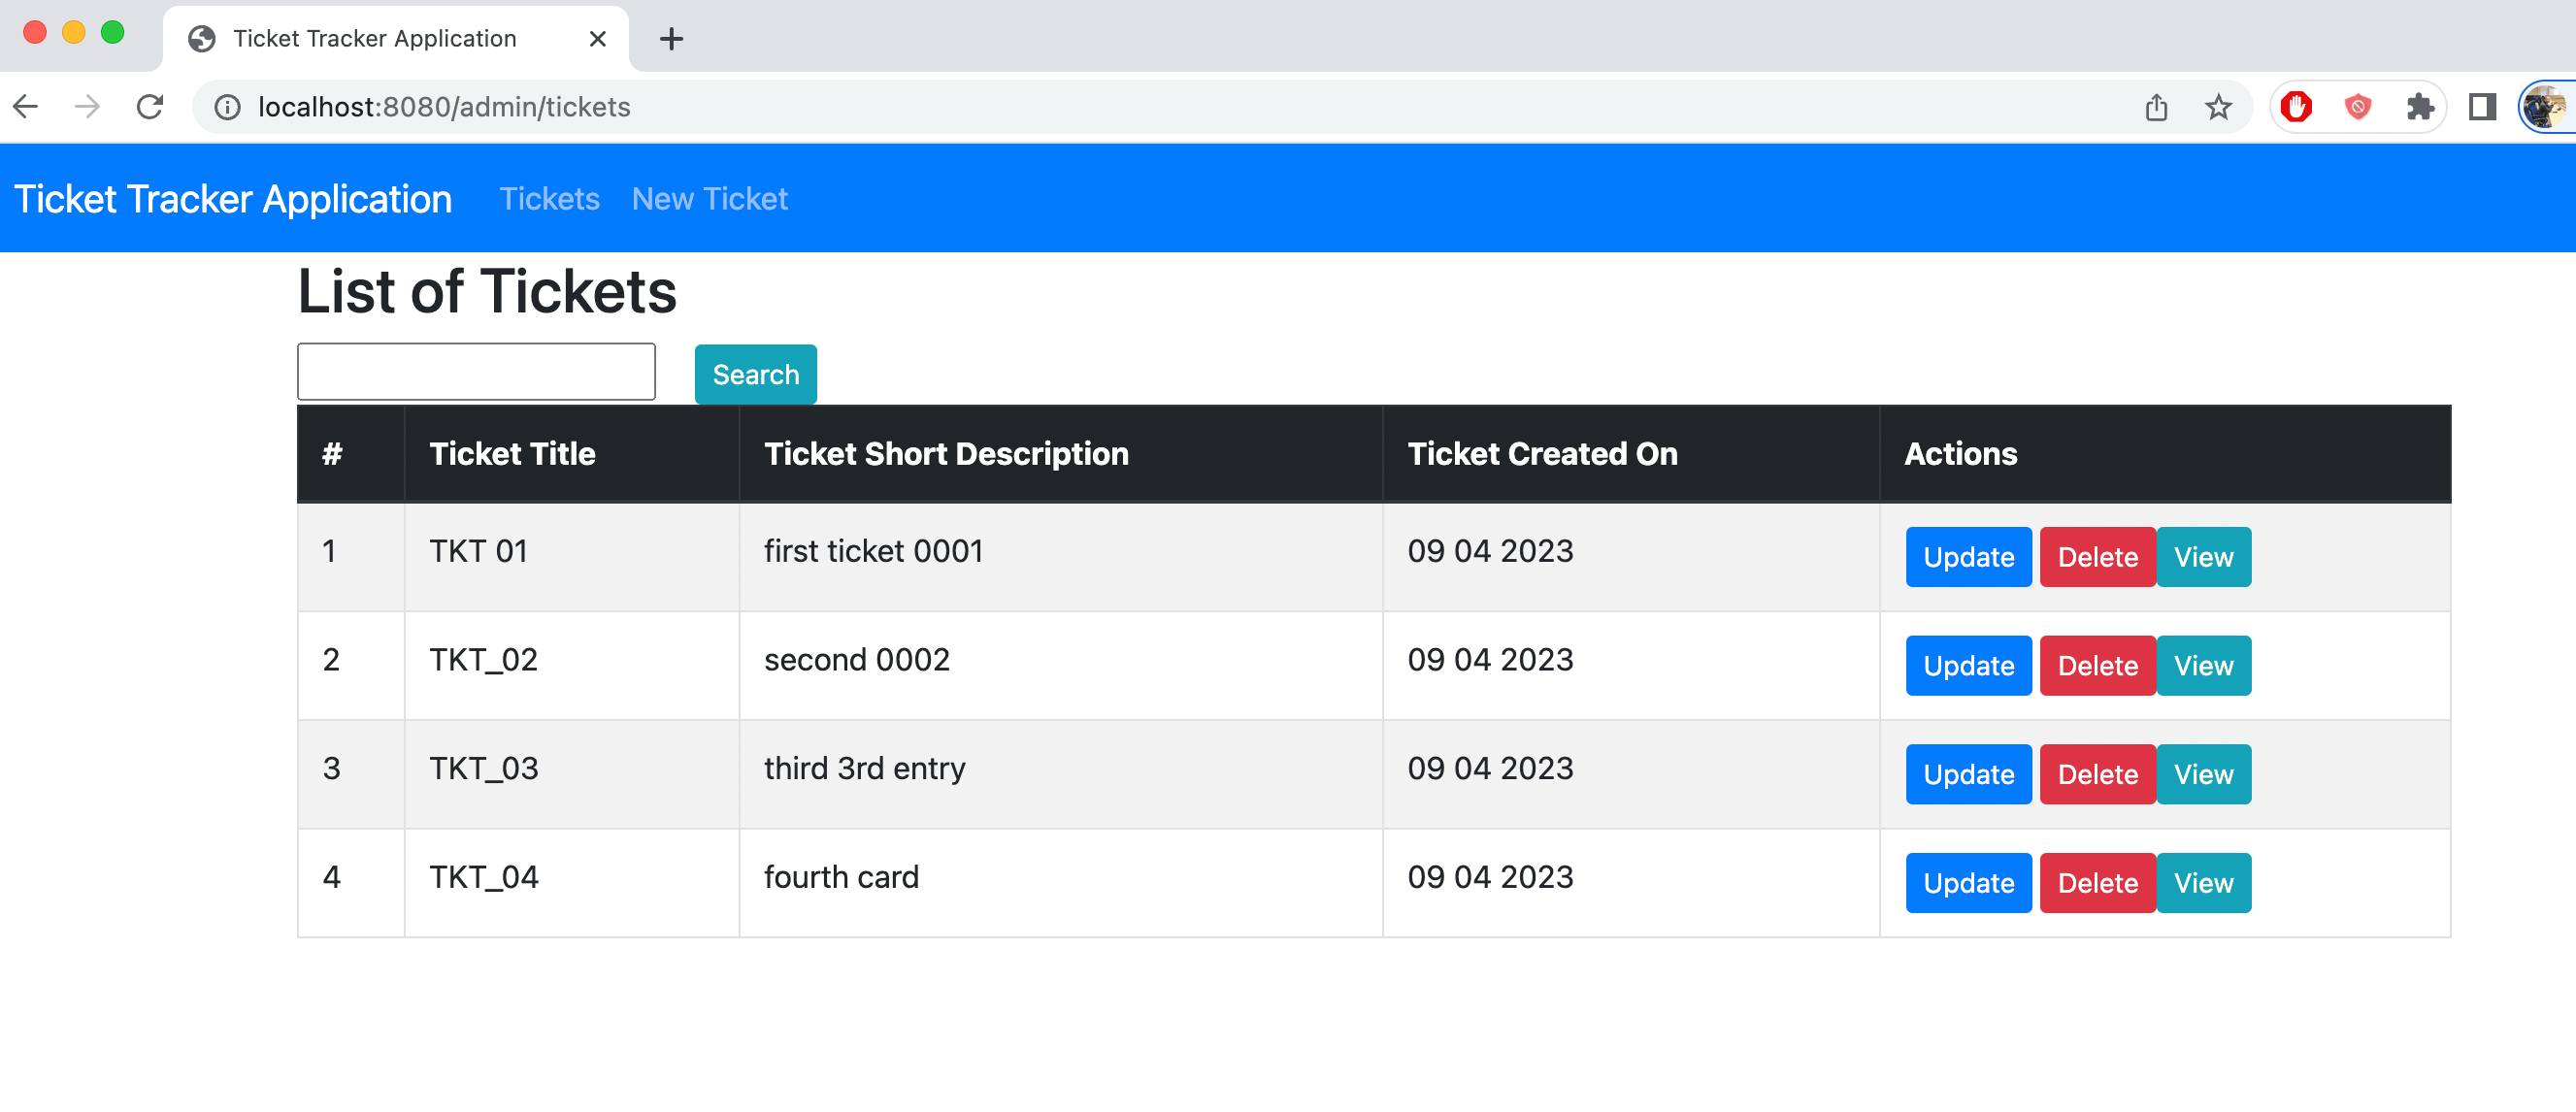 Ticket Tracker Application
localhost:8080/admin/tickets
Ticket Tracker Application Tickets New Ticket
List of Tickets
Search
# Ticket Title Ticket Short Description Ticket Created On Actions
1 TKT 01 first ticket 0001 09 04 2023 Update Delete View
2 TKT_02 second 0002 09 04 2023 Update Delete View
3 TKT_03 third 3rd entry 09 04 2023 Update Delete View
4 TKT_04 fourth card 09 04 2023 Update Delete View